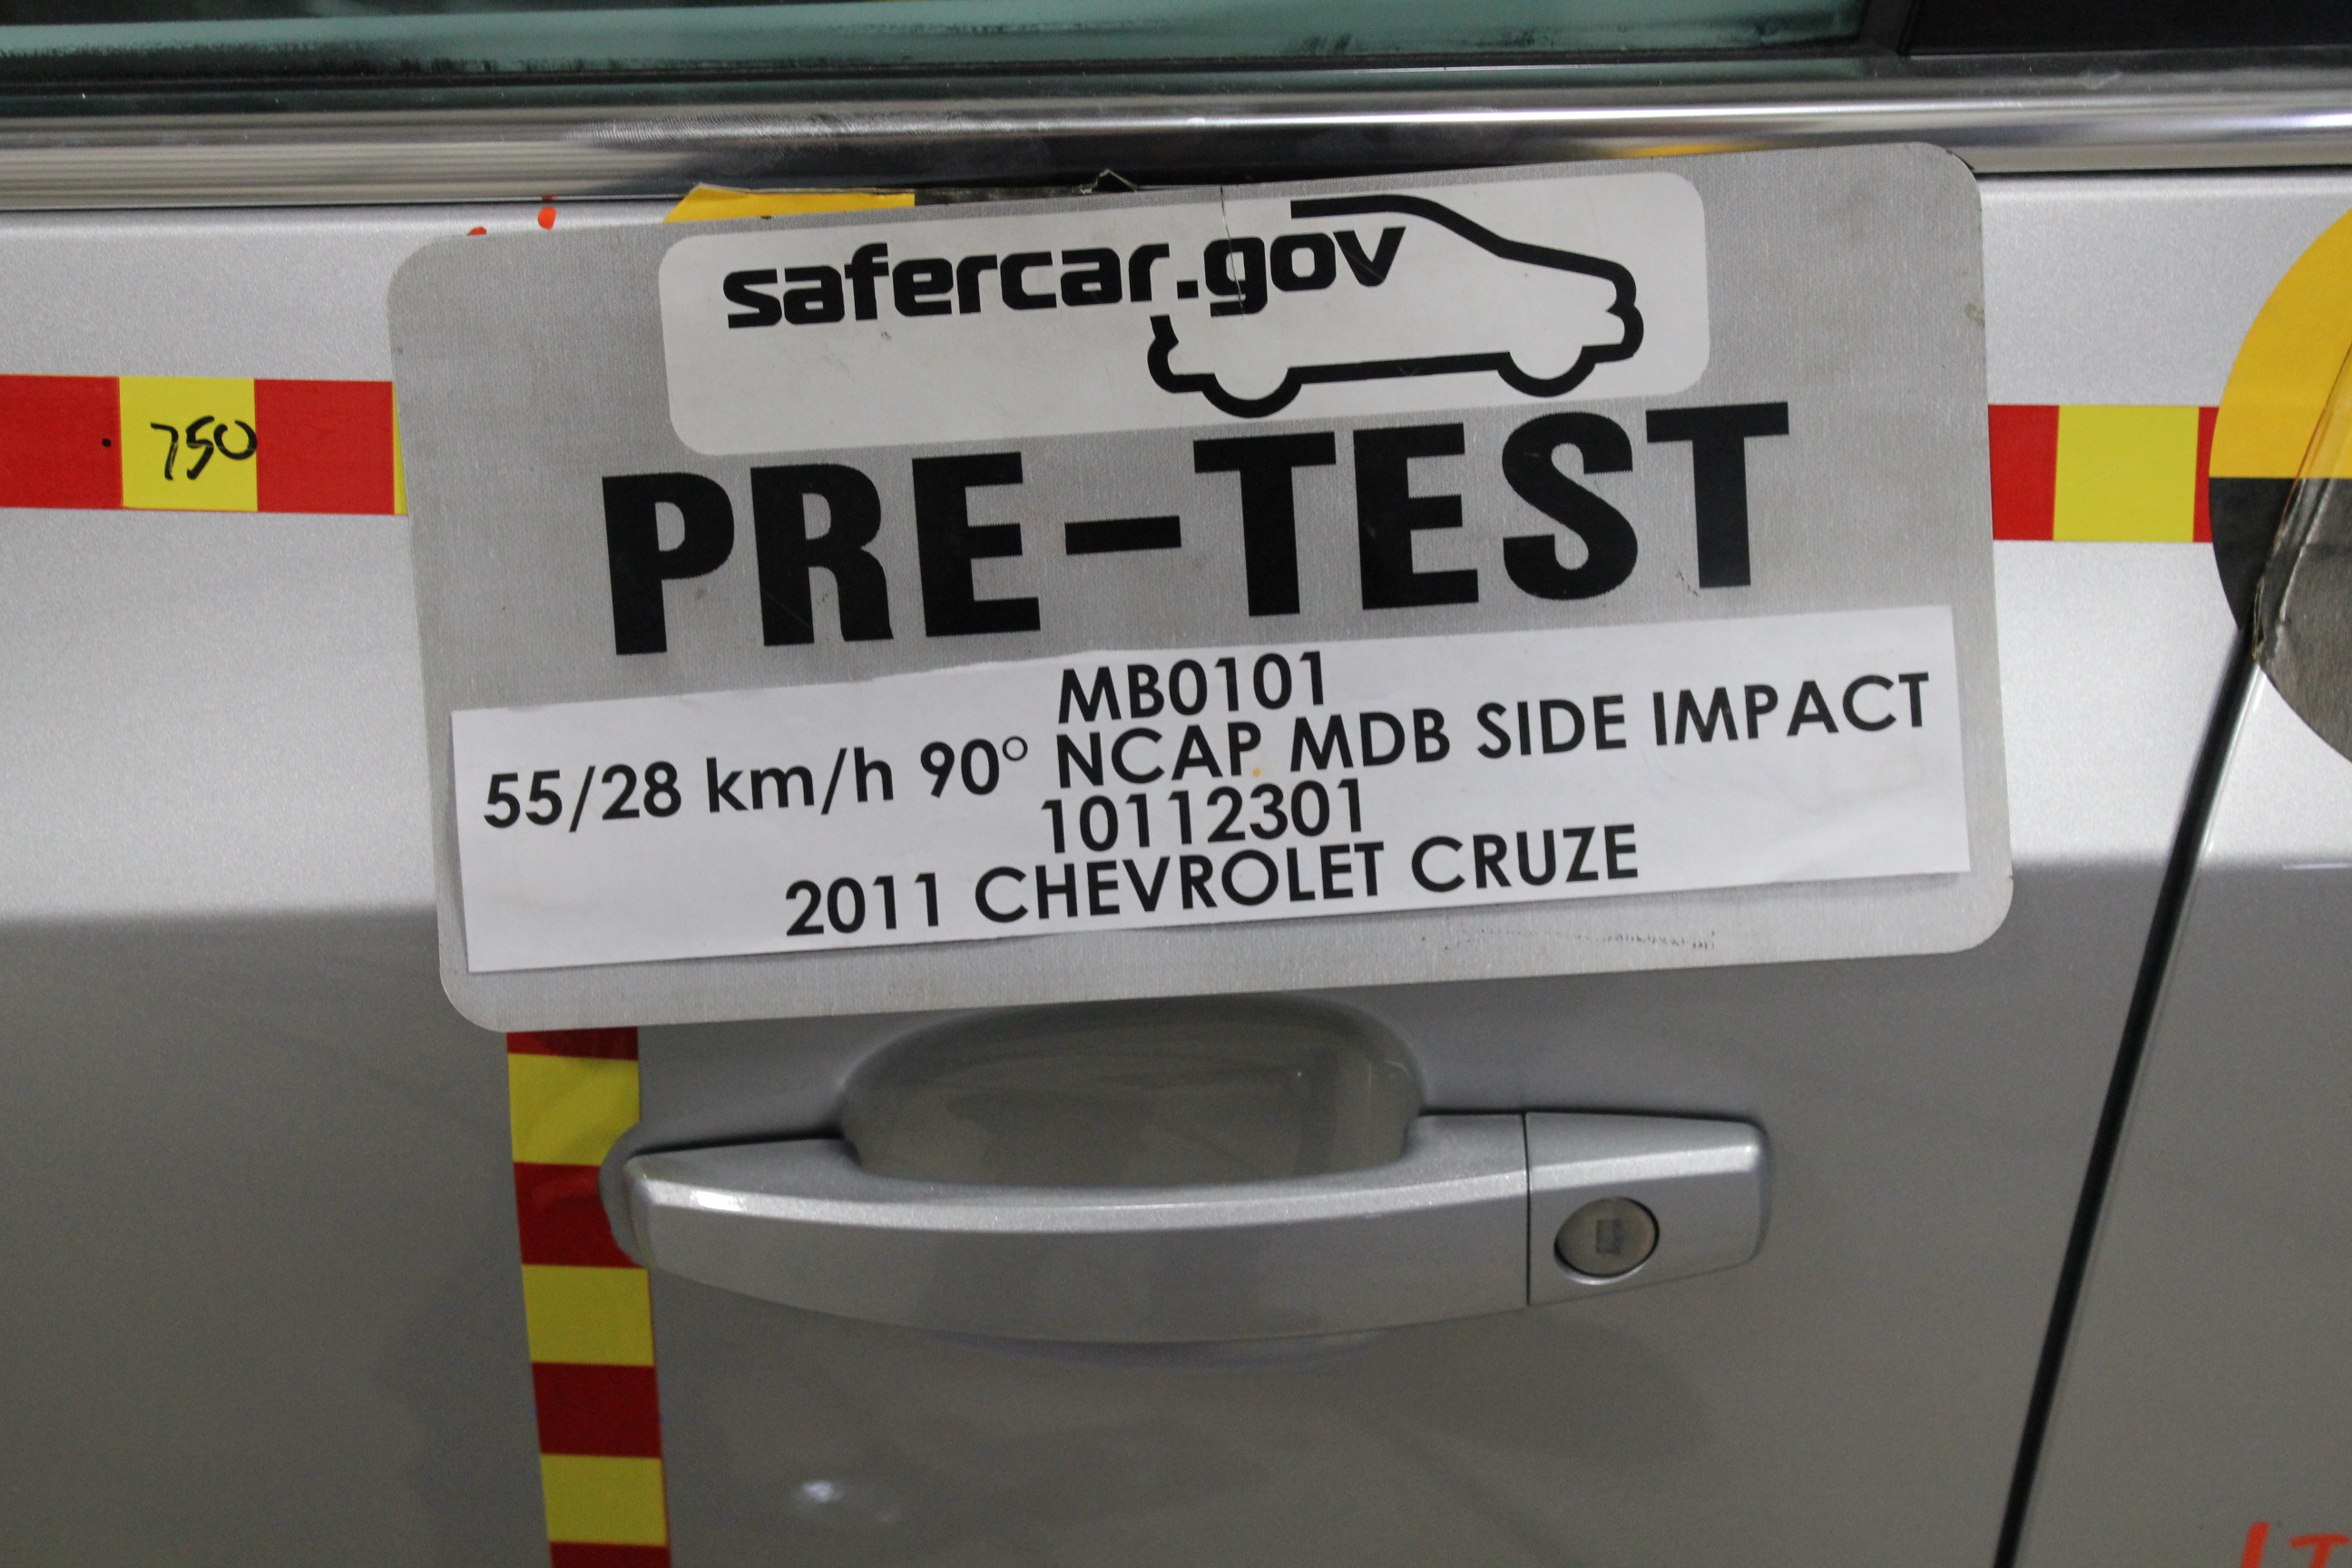 safercar.gov
750
PRE-TEST
MB0101
55/28 km/h 90° NCAP MDB SIDE IMPACT
10112301
2011 CHEVROLET CRUZE